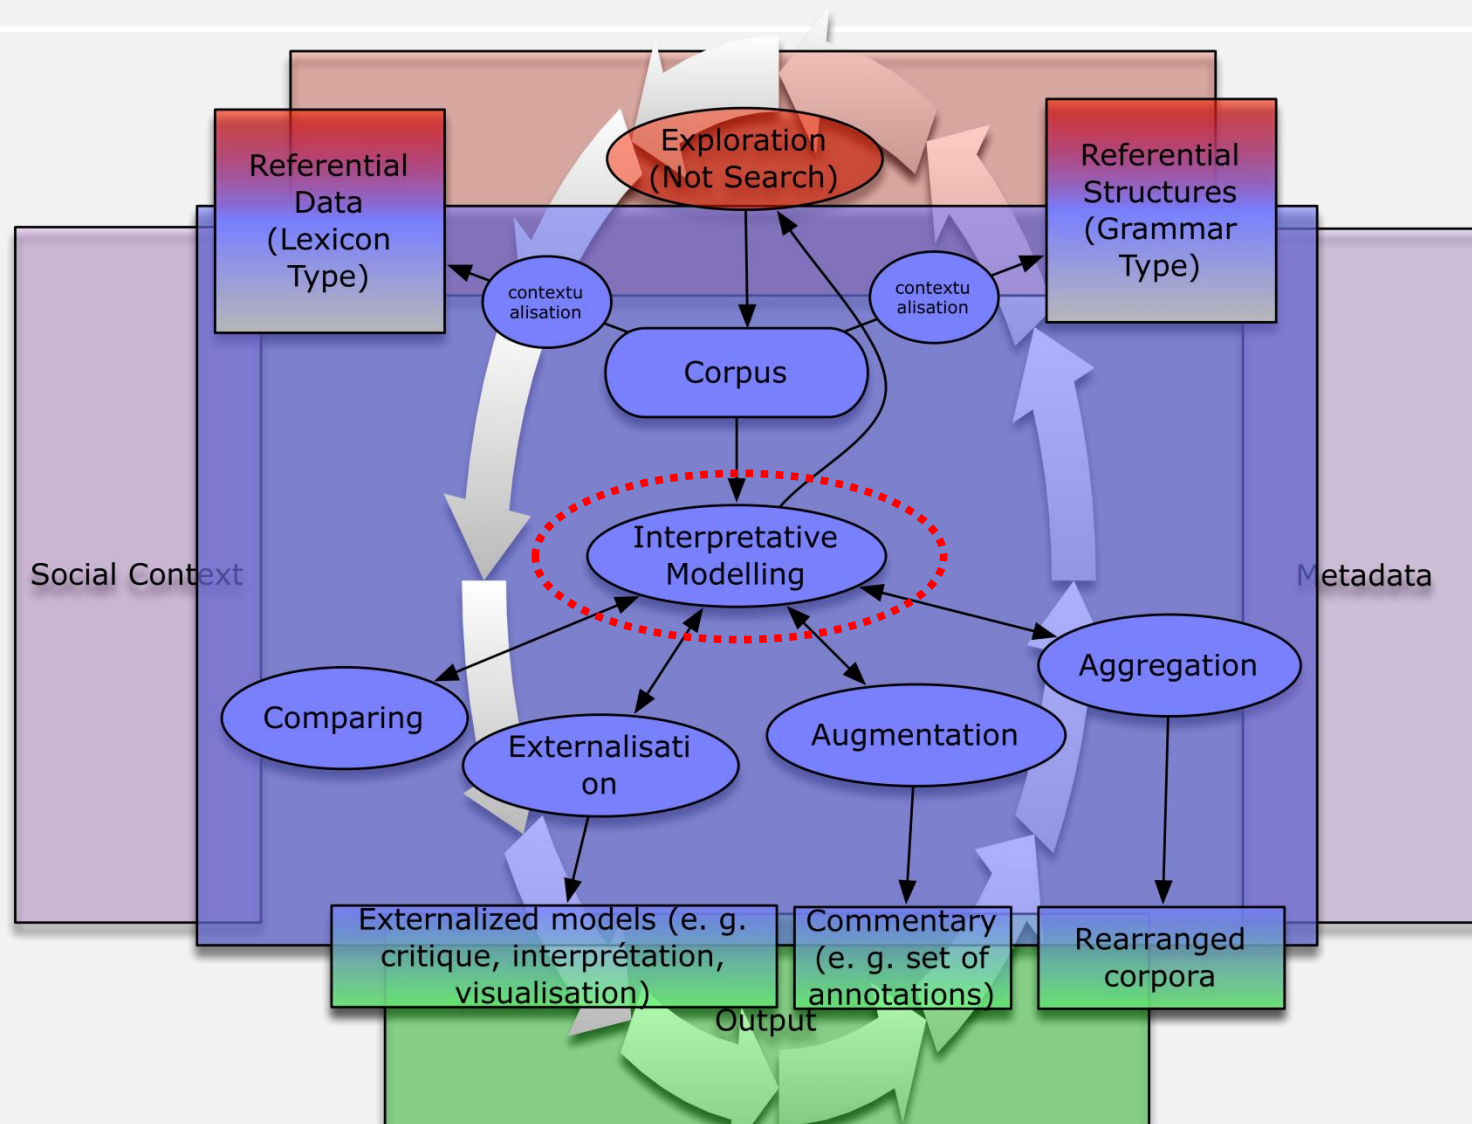 Exploration
(Not Search)
Referential
Data
(Lexicon
Type)
Referential
Structures
(Grammar
Type)
contextu
alisation
contextu
alisation
Corpus
Interpretative
Modelling
Social Context
Metadata
Comparing
Externalisati
on
Augmentation
Aggregation
Externalized models (e. g.
critique, interprétation,
visualisation)
Commentary
(e. g. set of
annotations)
Rearranged
corpora
Output